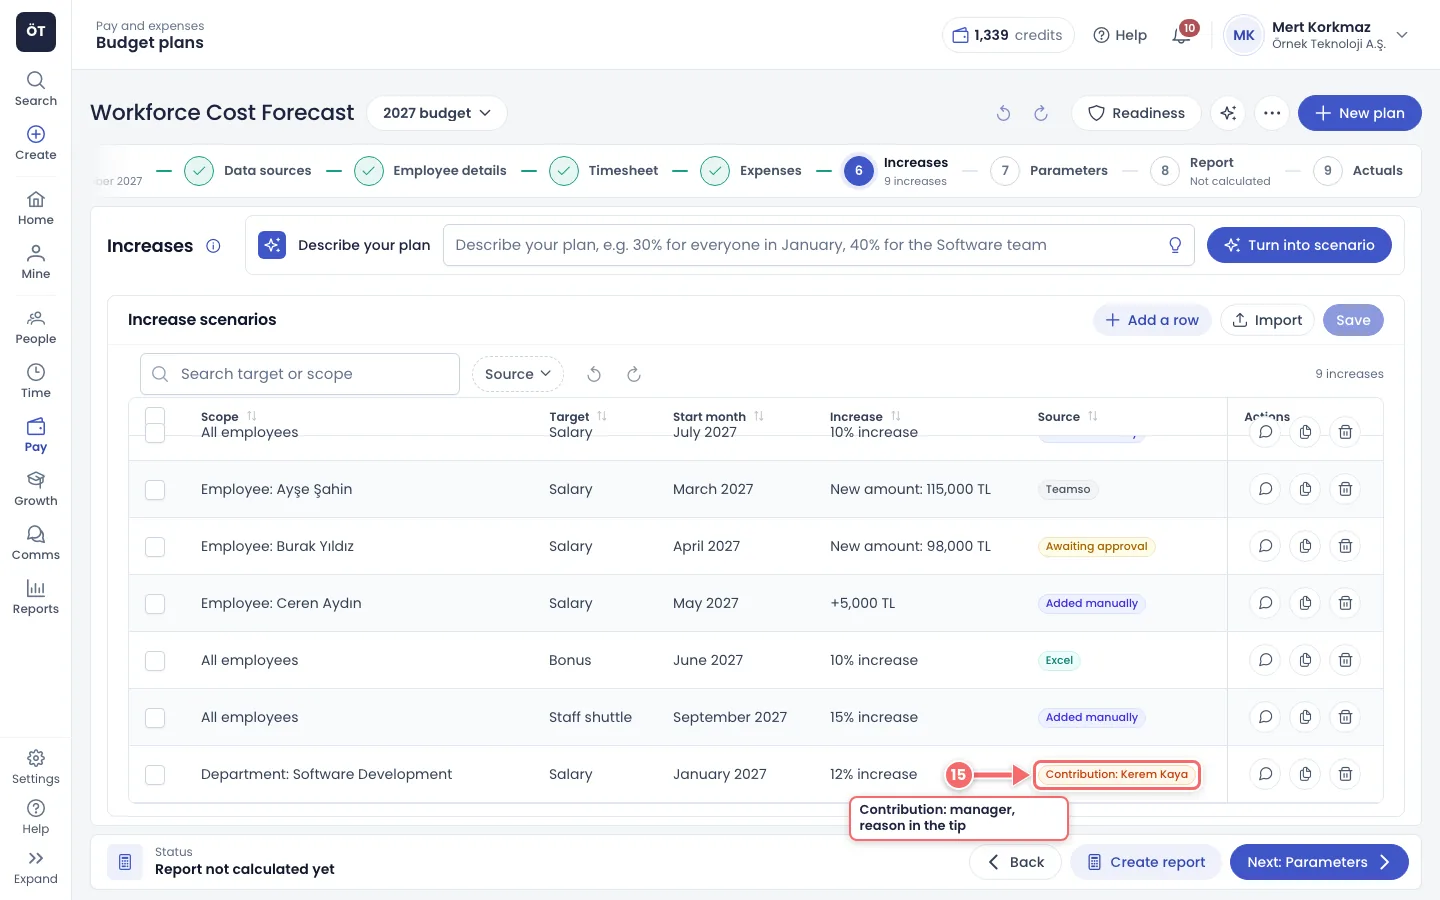 ÖT
Pay and expenses
Budget plans
1,339 credits
Help
10
MK
Mert Korkmaz
Örnek Teknoloji A.Ş.
Search
Create
Home
Mine
People
Time
Pay
Growth
Comms
Reports
Settings
Help
Expand
Workforce Cost Forecast
2027 budget
Readiness
New plan
2027
Data sources
Employee details
Timesheet
Expenses
6
Increases
9 increases
7
Parameters
8
Report
Not calculated
9
Actuals
Increases
Describe your plan
Describe your plan, e.g. 30% for everyone in January, 40% for the Software team
Turn into scenario
Increase scenarios
Add a row
Import
Save
Search target or scope
Source
9 increases
Scope Target Start month Increase Source Actions
All employees Salary July 2027 10% increase
Employee: Ayşe Şahin Salary March 2027 New amount: 115,000 TL Teamso
Employee: Burak Yıldız Salary April 2027 New amount: 98,000 TL Awaiting approval
Employee: Ceren Aydın Salary May 2027 +5,000 TL Added manually
All employees Bonus June 2027 10% increase Excel
All employees Staff shuttle September 2027 15% increase Added manually
Department: Software Development Salary January 2027 12% increase 15 Contribution: Kerem Kaya
Contribution: manager,
reason in the tip
Status
Report not calculated yet
Back
Create report
Next: Parameters